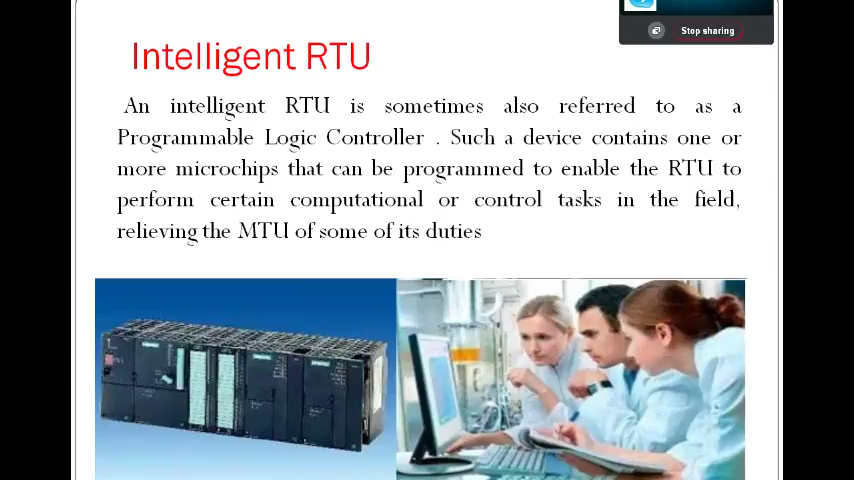 Stop sharing
Intelligent RTU
An intelligent RTU is sometimes also referred to as a
Programmable Logic Controller . Such a device contains one or
more microchips that can be programmed to enable the RTU to
perform certain computational or control tasks in the field,
relieving the MTU of some of its duties